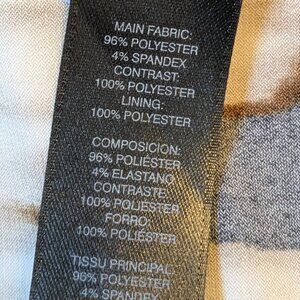 MAIN FABRIC:
96% POLYESTER
4% SPANDEX
CONTRAST:
100% POLYESTER
LINING:
100% POLYESTER
COMPOSICION:
96% POLIÉSTER
4% ELASTANO
CONTRASTE:
100% POLIÉSTER
FORRO:
100% POLIÉSTER
TISSU PRINCIPAL:
96% POLYESTER
4% SPANDEX